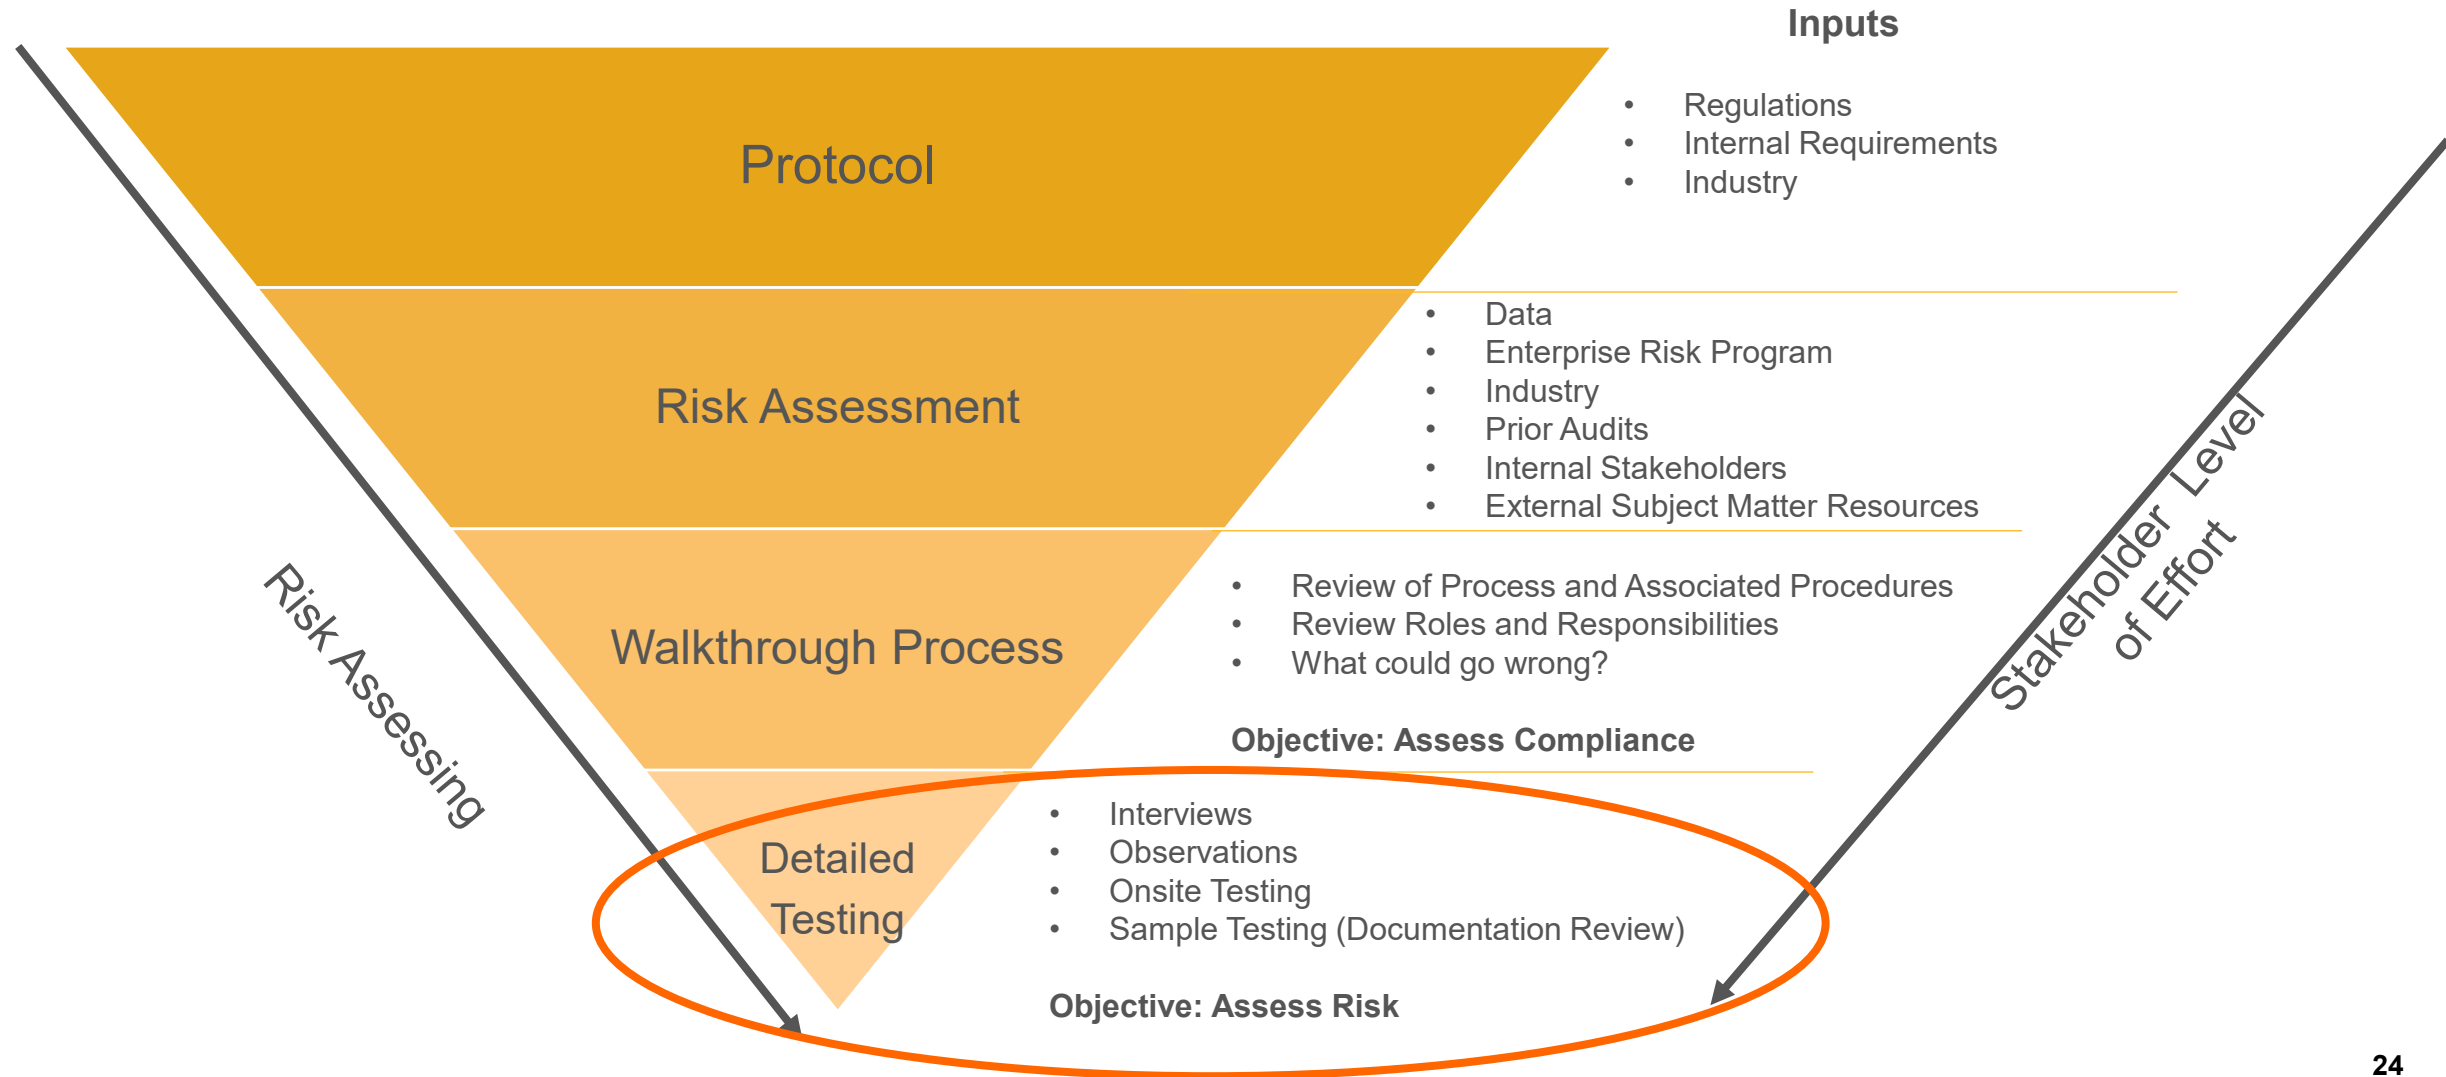 Inputs
Protocol
• Regulations
• Internal Requirements
• Industry
Risk Assessment
• Data
• Enterprise Risk Program
• Industry
• Prior Audits
• Internal Stakeholders
• External Subject Matter Resources
Walkthrough Process
• Review of Process and Associated Procedures
• Review Roles and Responsibilities
• What could go wrong?
Objective: Assess Compliance
Detailed
Testing
• Interviews
• Observations
• Onsite Testing
• Sample Testing (Documentation Review)
Objective: Assess Risk
Risk Assessing
Stakeholder Level
of Effort
24